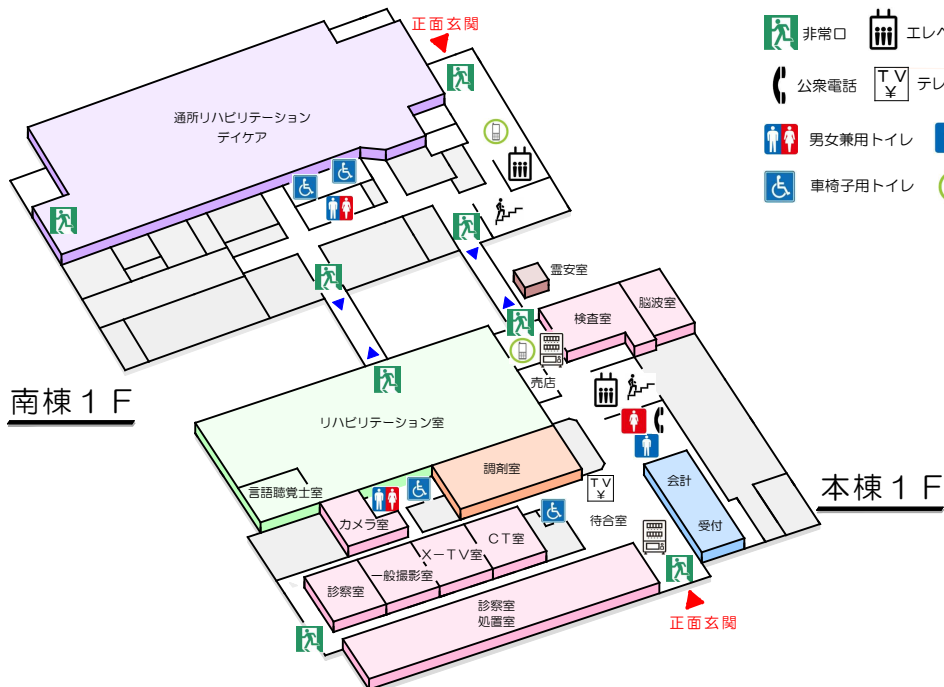 正面玄関
非常口
エレベ
公衆電話
TV
¥
テレ
男女兼用トイレ
車椅子用トイレ
通所リハビリテーション
デイケア
霊安室
脳波室
検査室
売店
南棟1F
リハビリテーション室
調剤室
言語聴覚士室
カメラ室
TV
¥
待合室
会計
受付
本棟1F
CT室
X-TV室
一般撮影室
診察室
診察室
処置室
正面玄関